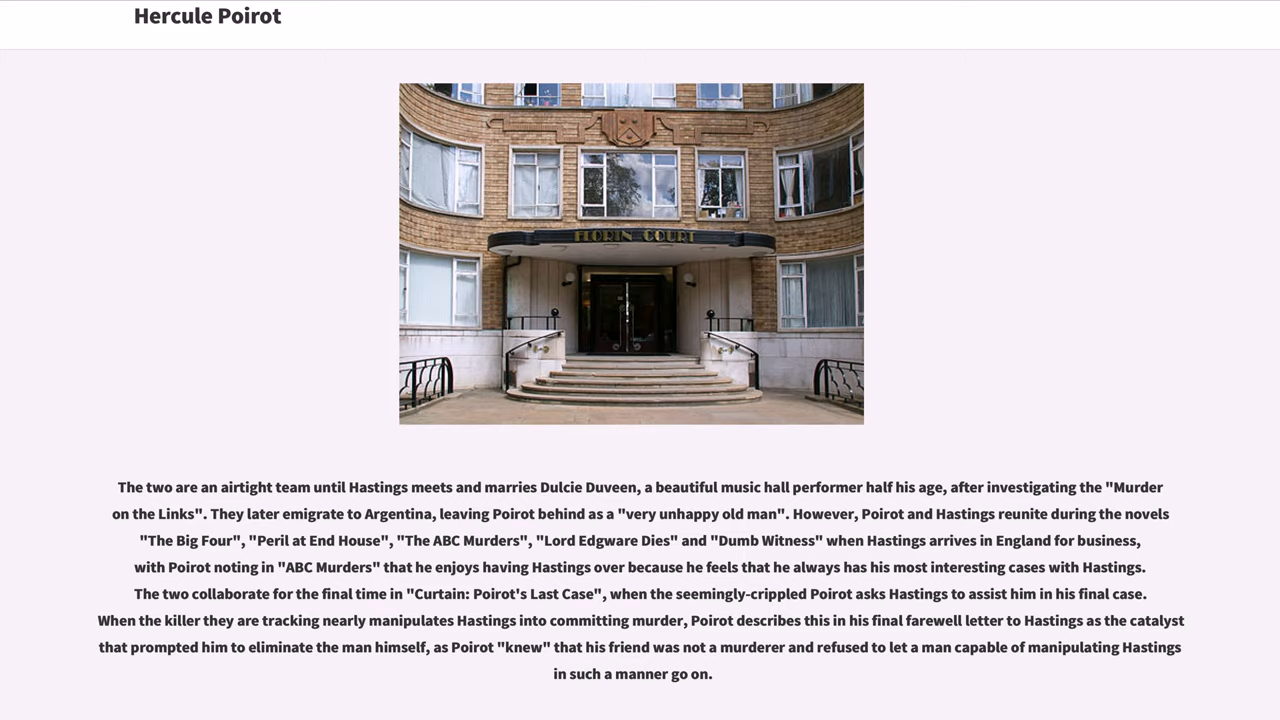 Hercule Poirot
FLORIN COURT
The two are an airtight team until Hastings meets and marries Dulcie Duveen, a beautiful music hall performer half his age, after investigating the "Murder
on the Links". They later emigrate to Argentina, leaving Poirot behind as a "very unhappy old man". However, Poirot and Hastings reunite during the novels
"The Big Four", "Peril at End House", "The ABC Murders", "Lord Edgware Dies" and "Dumb Witness" when Hastings arrives in England for business,
with Poirot noting in "ABC Murders" that he enjoys having Hastings over because he feels that he always has his most interesting cases with Hastings.
The two collaborate for the final time in "Curtain: Poirot's Last Case", when the seemingly-crippled Poirot asks Hastings to assist him in his final case.
When the killer they are tracking nearly manipulates Hastings into committing murder, Poirot describes this in his final farewell letter to Hastings as the catalyst
that prompted him to eliminate the man himself, as Poirot "knew" that his friend was not a murderer and refused to let a man capable of manipulating Hastings
in such a manner go on.